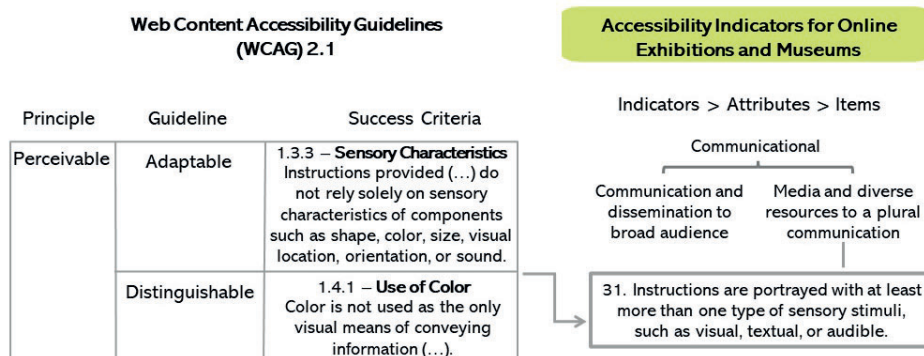 Web Content Accessibility Guidelines
(WCAG) 2.1
Accessibility Indicators for Online
Exhibitions and Museums
Principle
Guideline
Success Criteria
Indicators > Attributes > Items
Perceivable
Adaptable
1.3.3 – Sensory Characteristics
Instructions provided (...) do
not rely solely on sensory
characteristics of components
such as shape, color, size, visual
location, orientation, or sound.
Distinguishable
1.4.1 – Use of Color
Color is not used as the only
visual means of conveying
information (...).
Communicational
Communication and
dissemination to
broad audience
Media and diverse
resources to a plural
communication
31. Instructions are portrayed with at least
more than one type of sensory stimuli,
such as visual, textual, or audible.